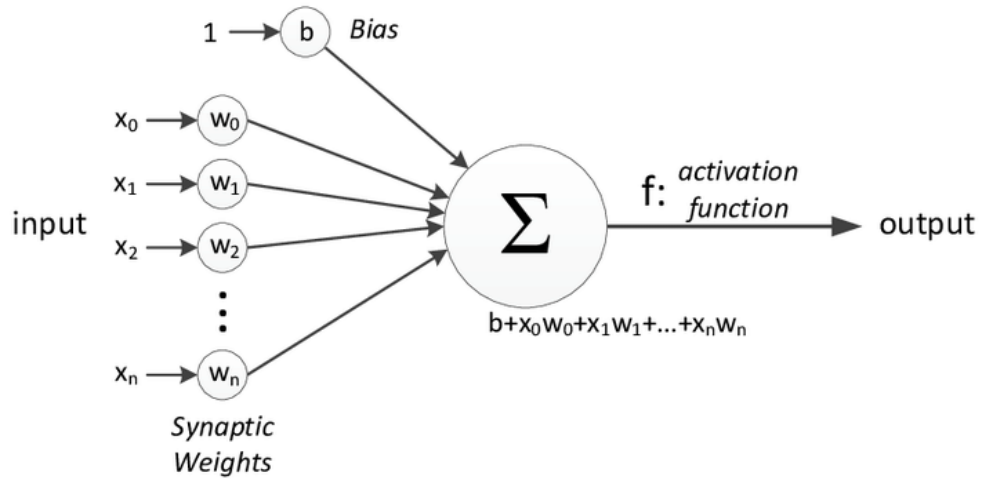 1 b Bias
x₀ w₀
x₁ w₁
x₂ w₂
xₙ wₙ
input
Synaptic
Weights
Σ
b+x₀w₀+x₁w₁+...+xₙwₙ
f: activation
function
output